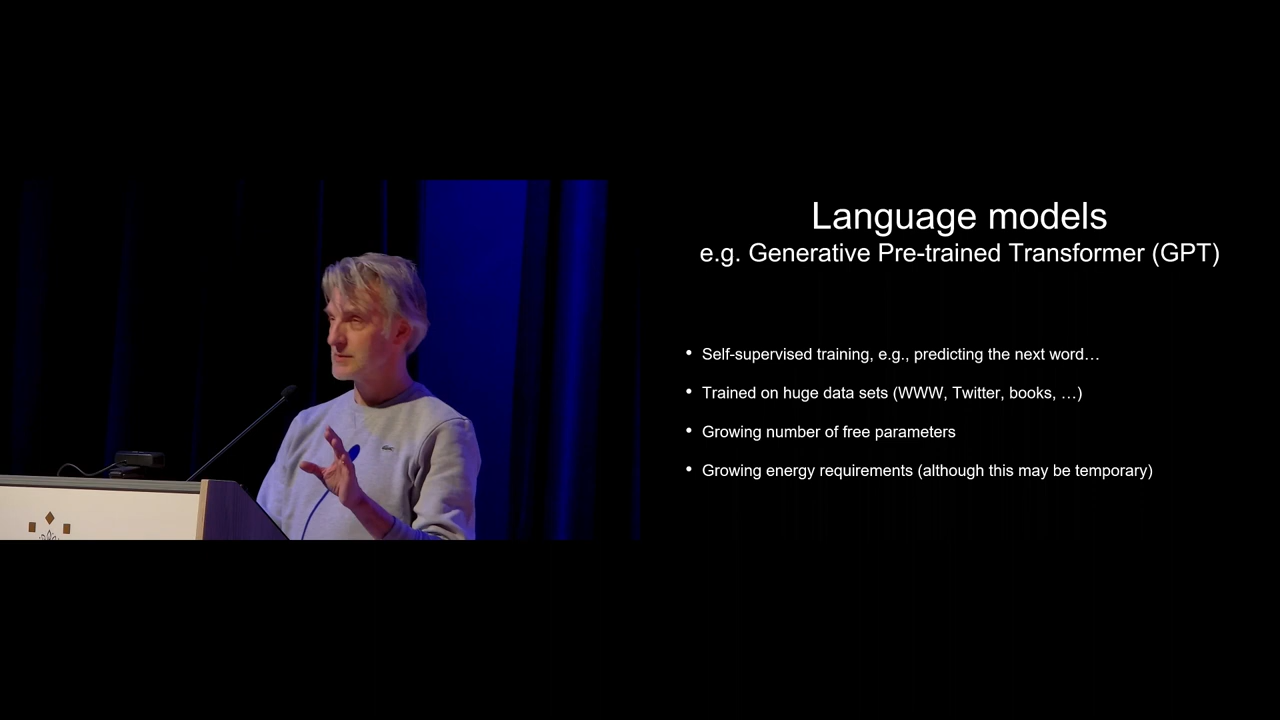 Language models
e.g. Generative Pre-trained Transformer (GPT)
• Self-supervised training, e.g., predicting the next word…
• Trained on huge data sets (WWW, Twitter, books, …)
• Growing number of free parameters
• Growing energy requirements (although this may be temporary)